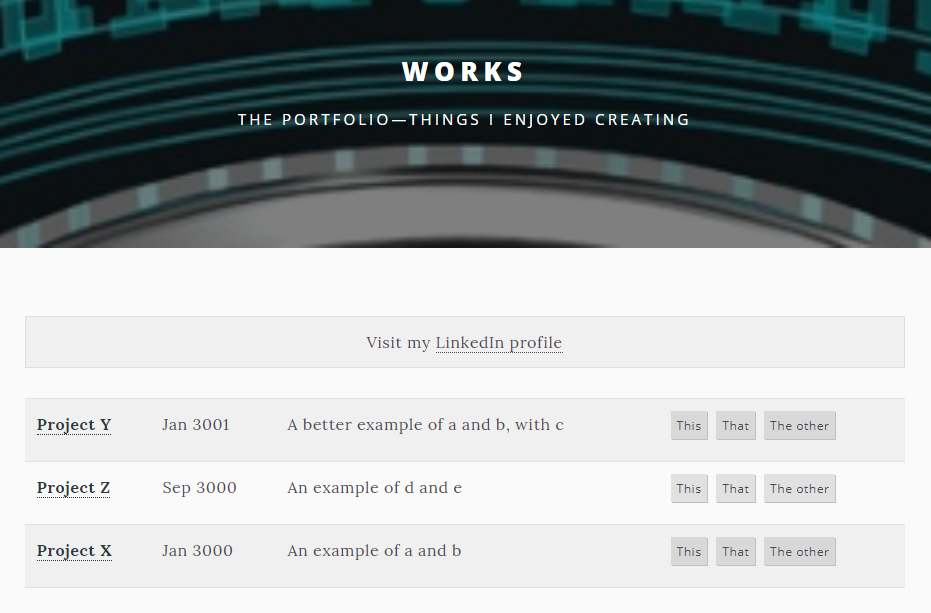 WORKS
THE PORTFOLIO—THINGS I ENJOYED CREATING
Visit my LinkedIn profile
Project Y Jan 3001 A better example of a and b, with c This That The other
Project Z Sep 3000 An example of d and e This That The other
Project X Jan 3000 An example of a and b This That The other